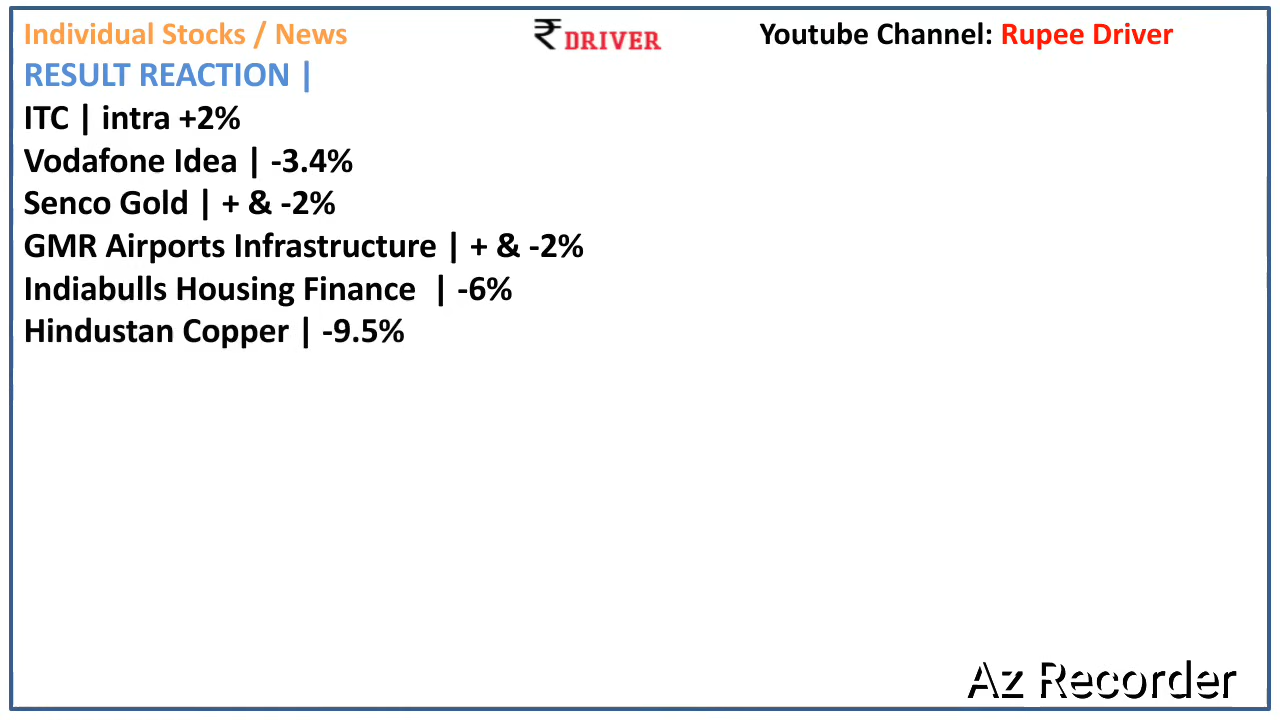 Individual Stocks / News
₹ DRIVER
Youtube Channel: Rupee Driver
RESULT REACTION |
ITC | intra +2%
Vodafone Idea | -3.4%
Senco Gold | + & -2%
GMR Airports Infrastructure | + & -2%
Indiabulls Housing Finance  | -6%
Hindustan Copper | -9.5%
Az Recorder